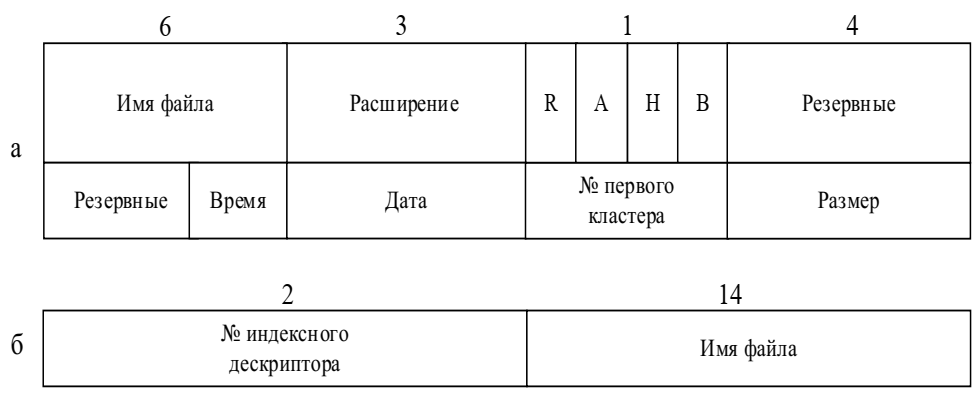 6 3 1 4
Имя файла Расширение R A H B Резервные
а
Резервные Время Дата № первого кластера Размер
2 14
б № индексного дескриптора Имя файла